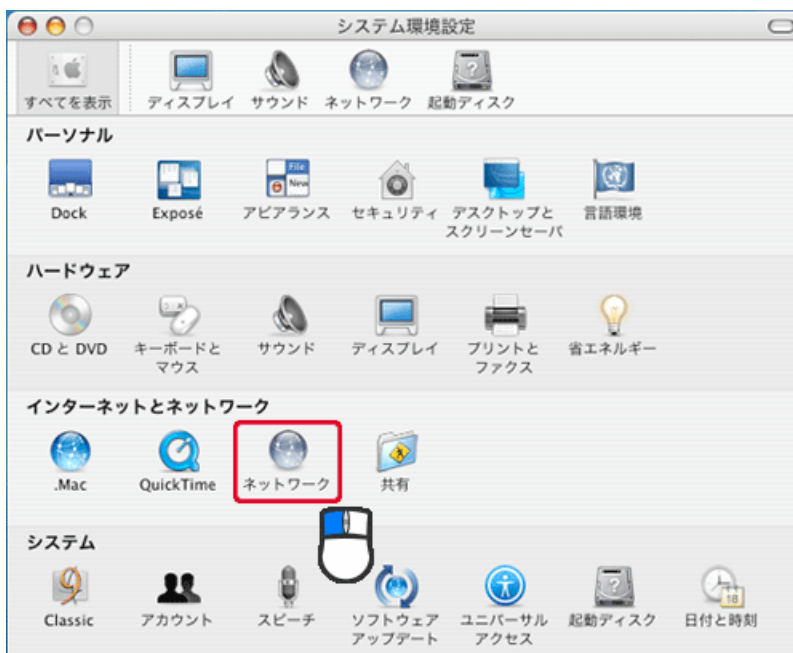 システム環境設定
すべてを表示 ディスプレイ サウンド ネットワーク 起動ディスク
パーソナル
File
New
Dock Exposé アピアランス セキュリティ デスクトップと 言語環境
スクリーンセーバ
ハードウェア
CD と DVD キーボードと サウンド ディスプレイ プリントと 省エネルギー
マウス ファクス
インターネットとネットワーク
.Mac QuickTime ネットワーク 共有
システム
18
Classic アカウント スピーチ ソフトウェア ユニバーサル 起動ディスク 日付と時刻
アップデート アクセス